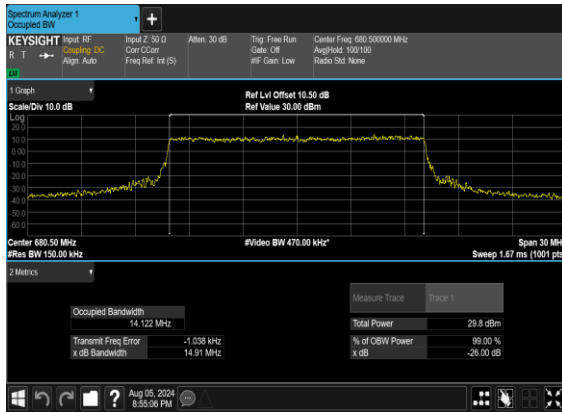 Spectrum Analyzer 1
Occupied BW
KEYSIGHT
R T
Input: RF
Coupling: DC
Align: Auto
Input Z: 50 Ω
Corr CCorr
Freq Ref: Int (S)
Atten: 30 dB
Trig: Free Run
Gate: Off
#IF Gain: Low
Center Freq: 680.500000 MHz
Avg|Hold: 100/100
Radio Std: None
1 Graph
Scale/Div 10.0 dB
Ref Lvl Offset 10.50 dB
Ref Value 30.00 dBm
Log
20.0
10.0
0.00
-10.0
-20.0
-30.0
-40.0
-50.0
-60.0
Center 680.50 MHz
#Res BW 150.00 kHz
#Video BW 470.00 kHz*
Span 30 MH
Sweep 1.67 ms (1001 pts
2 Metrics
Measure Trace Trace 1
Occupied Bandwidth
14.122 MHz
Total Power 29.8 dBm
Transmit Freq Error -1.038 kHz
% of OBW Power 99.00 %
x dB Bandwidth 14.91 MHz
x dB -26.00 dB
?
Aug 05, 2024
8:55:06 PM